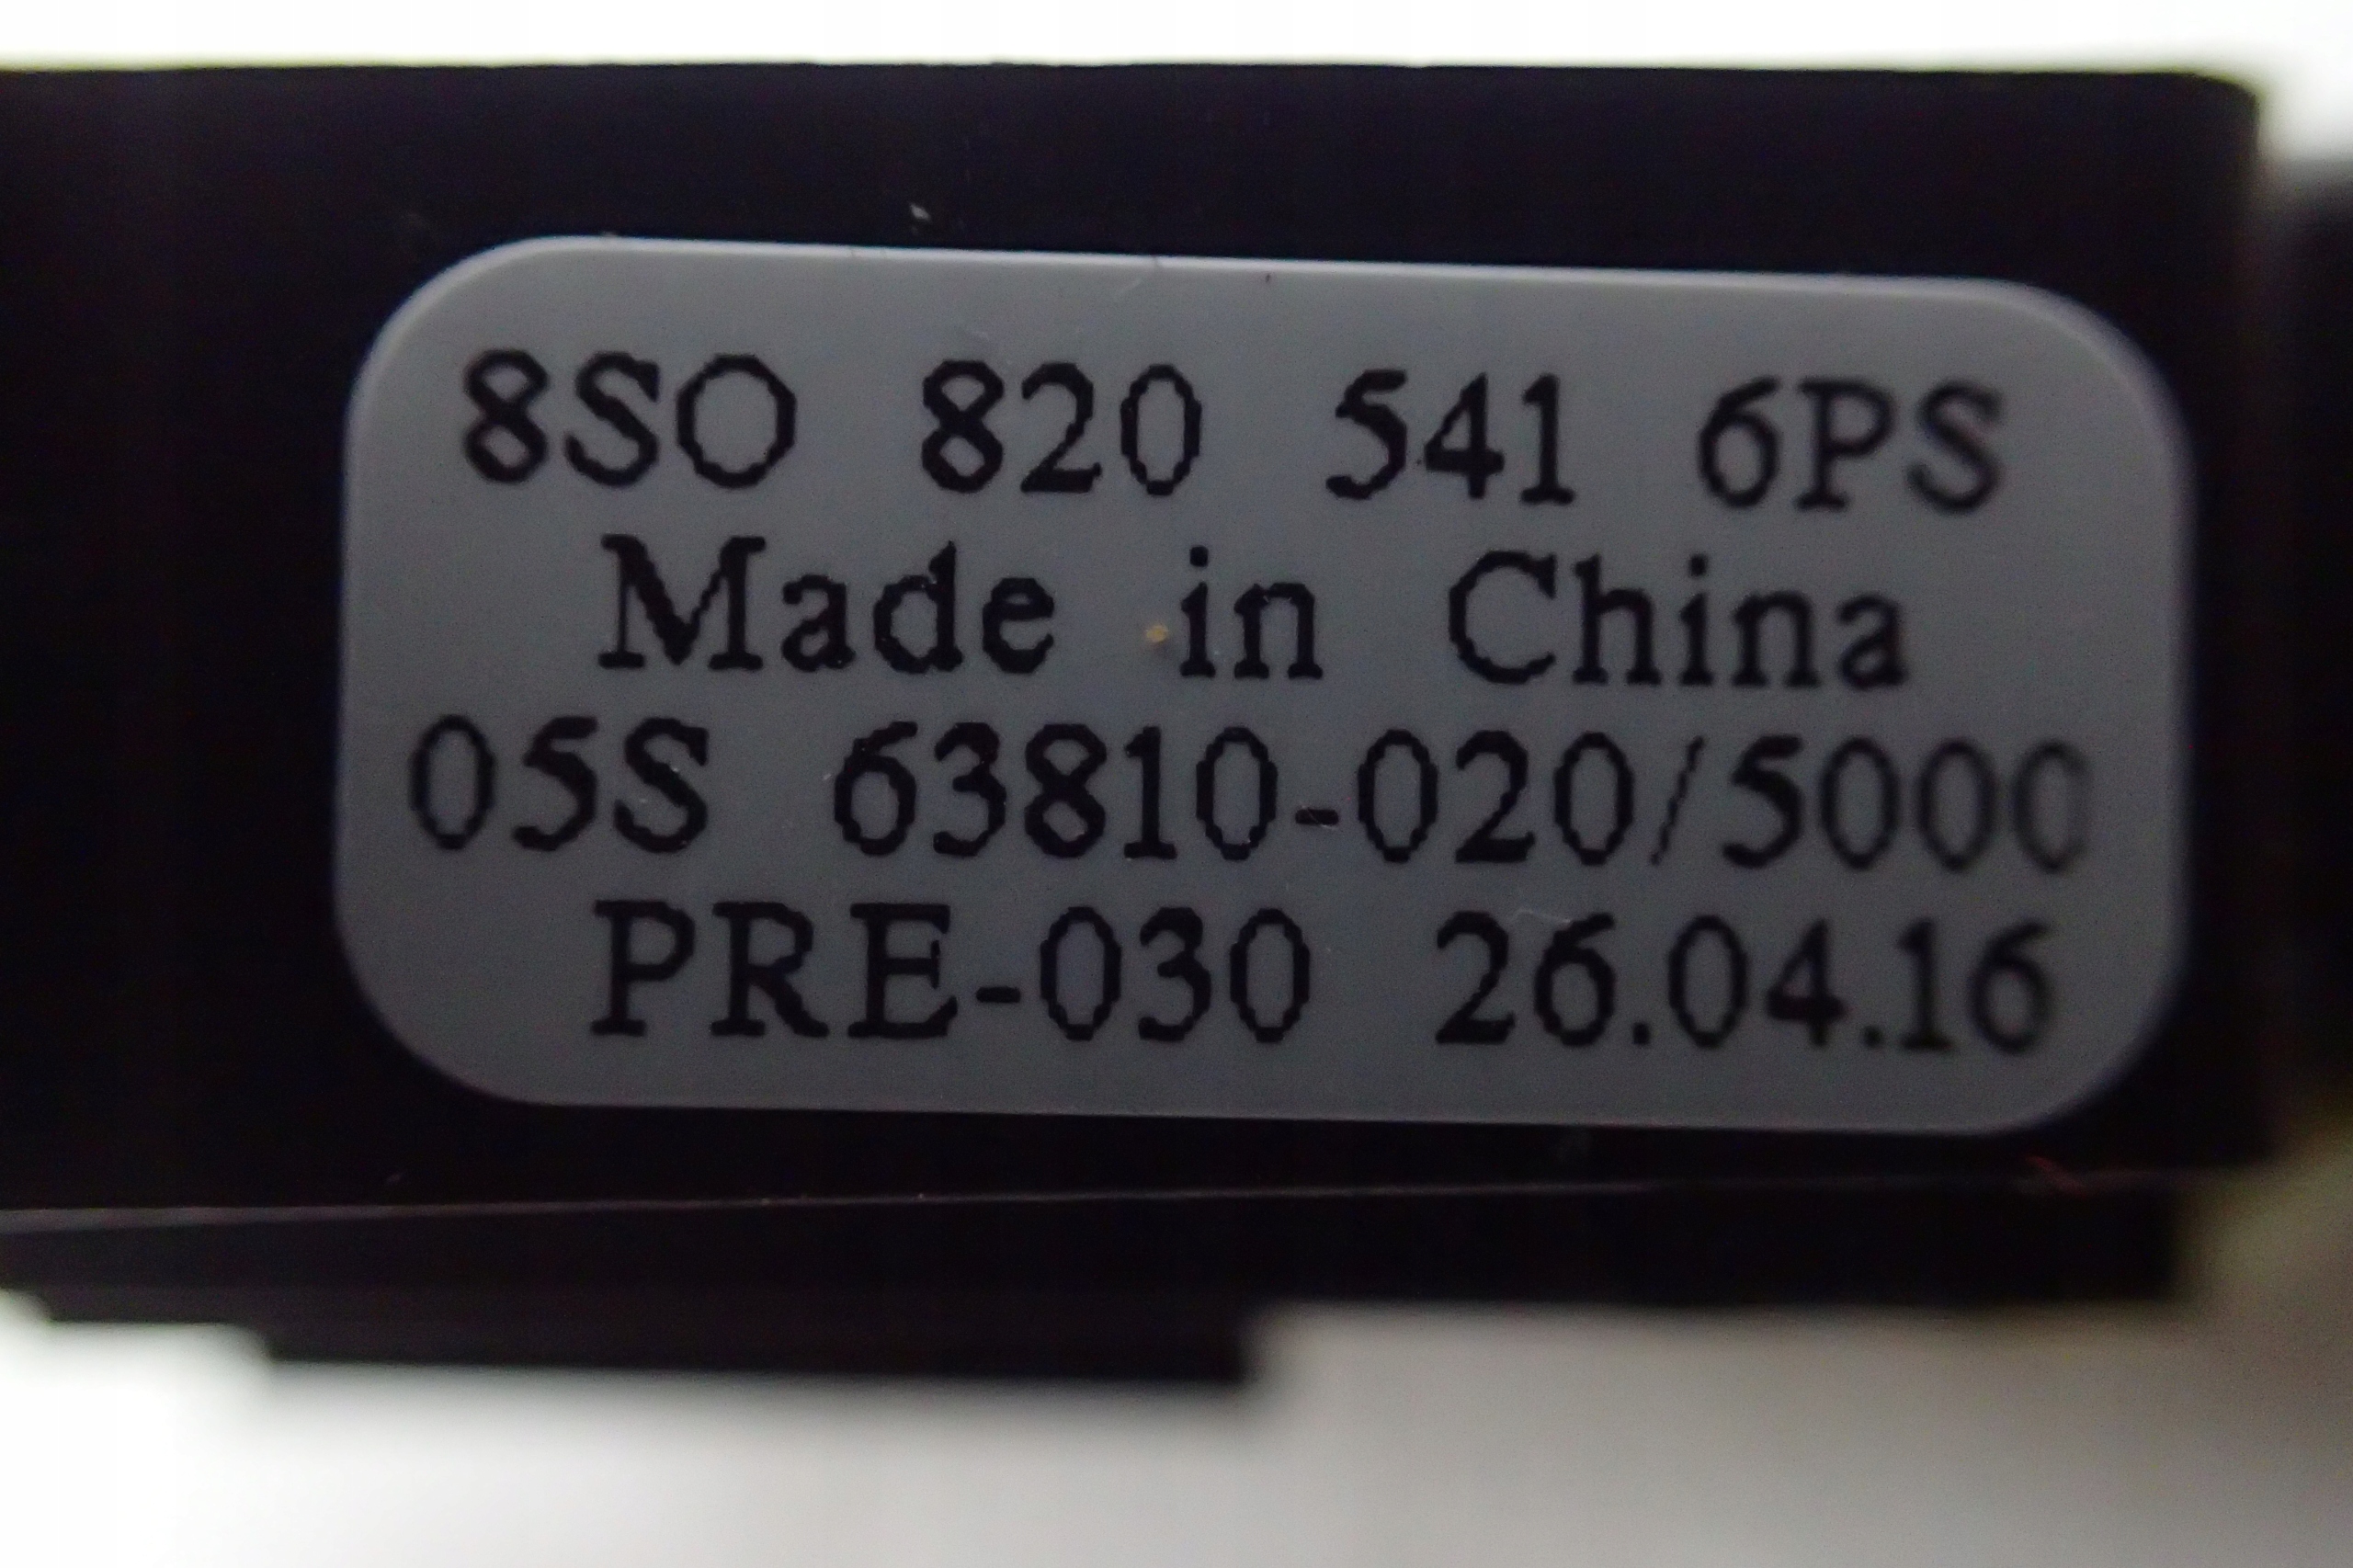 8SO 820 541 6PS
Made in China
05S 63810-020/5000
PRE-030 26.04.16